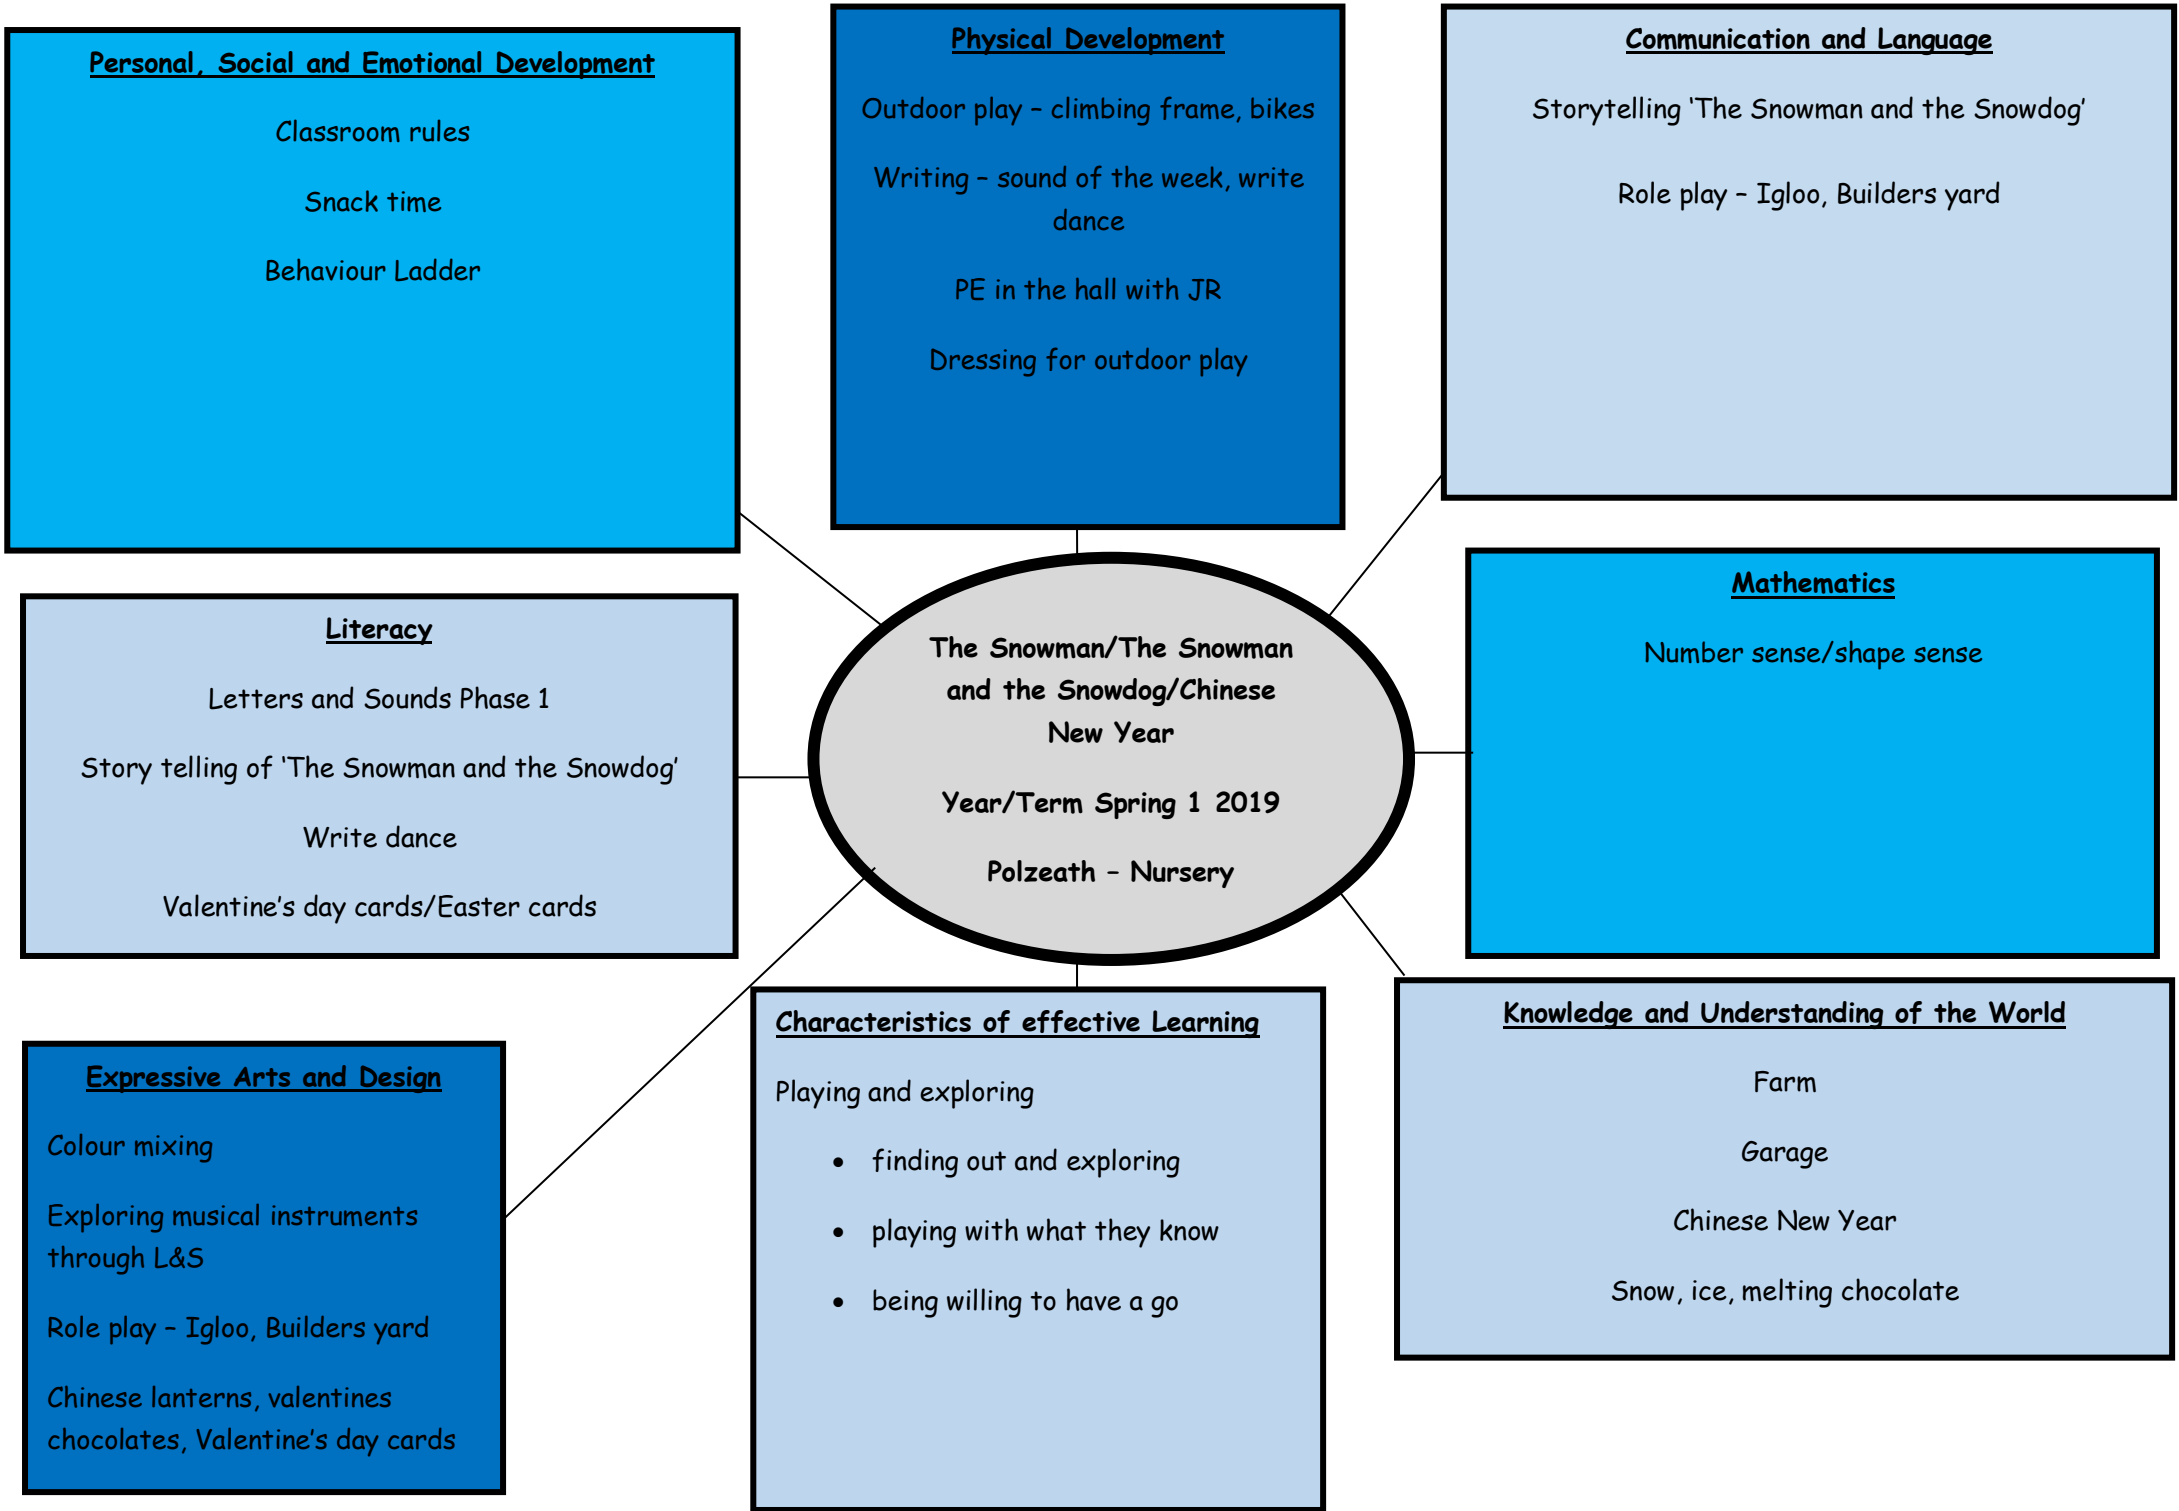 Personal, Social and Emotional Development
Classroom rules
Snack time
Behaviour Ladder
Physical Development
Outdoor play – climbing frame, bikes
Writing – sound of the week, write
dance
PE in the hall with JR
Dressing for outdoor play
Communication and Language
Storytelling ‘The Snowman and the Snowdog’
Role play – Igloo, Builders yard
Literacy
Letters and Sounds Phase 1
Story telling of ‘The Snowman and the Snowdog’
Write dance
Valentine’s day cards/Easter cards
The Snowman/The Snowman
and the Snowdog/Chinese
New Year
Year/Term Spring 1 2019
Polzeath – Nursery
Mathematics
Number sense/shape sense
Expressive Arts and Design
Colour mixing
Exploring musical instruments
through L&S
Role play – Igloo, Builders yard
Chinese lanterns, valentines
chocolates, Valentine’s day cards
Characteristics of effective Learning
Playing and exploring
• finding out and exploring
• playing with what they know
• being willing to have a go
Knowledge and Understanding of the World
Farm
Garage
Chinese New Year
Snow, ice, melting chocolate